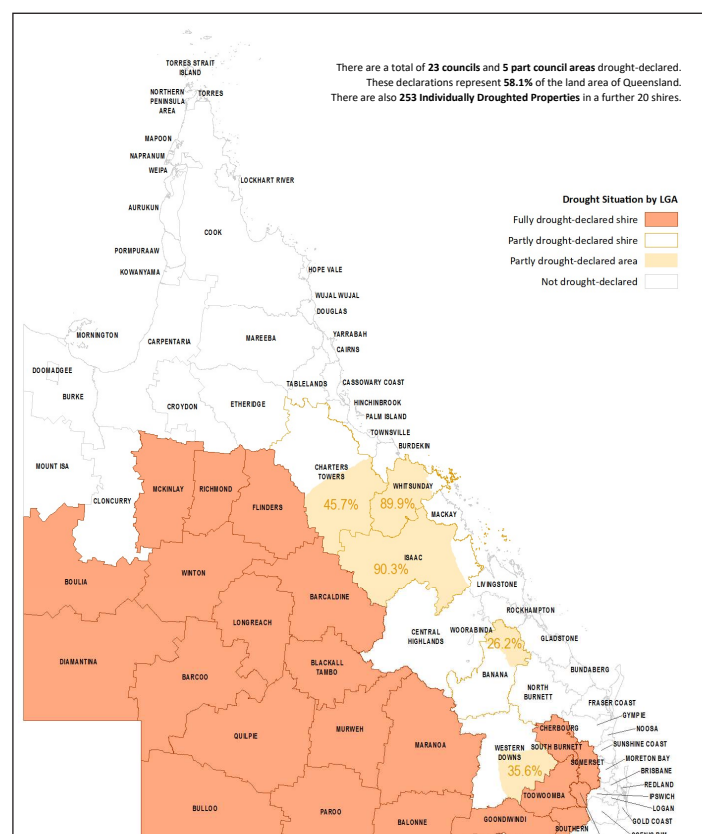 There are a total of 23 councils and 5 part council areas drought-declared.
These declarations represent 58.1% of the land area of Queensland.
There are also 253 Individually Droughted Properties in a further 20 shires.
TORRES STRAIT
ISLAND
NORTHERN
PENINSULA
AREA
TORRES
MAPOON
NAPRANUM
WEIPA
LOCKHART RIVER
Drought Situation by LGA
Fully drought-declared shire
Partly drought-declared shire
Partly drought-declared area
Not drought-declared
AURUKUN
COOK
PORMPURAAW
KOWANYAMA
HOPE VALE
WUJAL WUJAL
DOUGLAS
MORNINGTON
CARPENTARIA
MAREEBA
YARRABAH
CAIRNS
DOOMADGEE
BURKE
CROYDON
ETHERIDGE
TABLELANDS
CASSOWARY COAST
HINCHINBROOK
PALM ISLAND
TOWNSVILLE
BURDEKIN
MOUNT ISA
CLONCURRY
MCKINLAY
RICHMOND
FLINDERS
CHARTERS
TOWERS
45.7%
WHITSUNDAY
89.9%
MACKAY
ISAAC
90.3%
BOULIA
WINTON
BARCALDINE
LIVINGSTONE
ROCKHAMPTON
LONGREACH
CENTRAL
HIGHLANDS
WOORABINDA
26.2%
GLADSTONE
DIAMANTINA
BARCOO
BLACKALL
TAMBO
BANANA
NORTH
BURNETT
BUNDABERG
FRASER COAST
GYMPIE
QUILPIE
MURWEH
MARANOA
WESTERN
DOWNS
35.6%
CHERBOURG
SOUTH BURNETT
NOOSA
SUNSHINE COAST
SOMERSET
MORETON BAY
BRISBANE
REDLAND
IPSWICH
LOGAN
GOLD COAST
TOOWOOMBA
BULLOO
PAROO
BALONNE
GOONDIWINDI
SOUTHERN